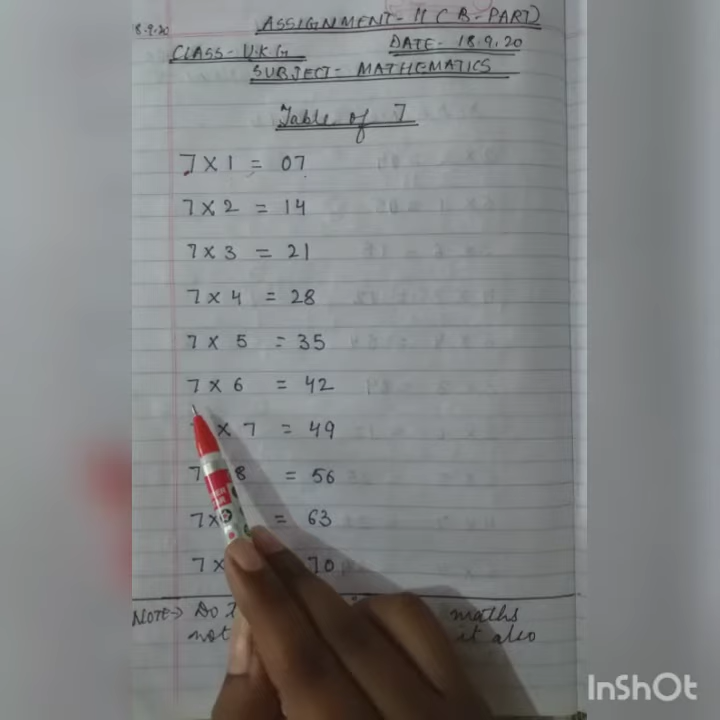 18.9.20
ASSIGNMENT-11 (B-PART)
CLASS- U.K.G
DATE- 18.9.20
SUBJECT- MATHEMATICS
Table of 7
7 x 1 = 07
7 x 2 = 14
7 x 3 = 21
7 x 4 = 28
7 x 5 = 35
7 x 6 = 42
x 7 = 49
7 8 = 56
7 x = 63
7 x 70
NOTE→ Do maths
not it also
InShOt